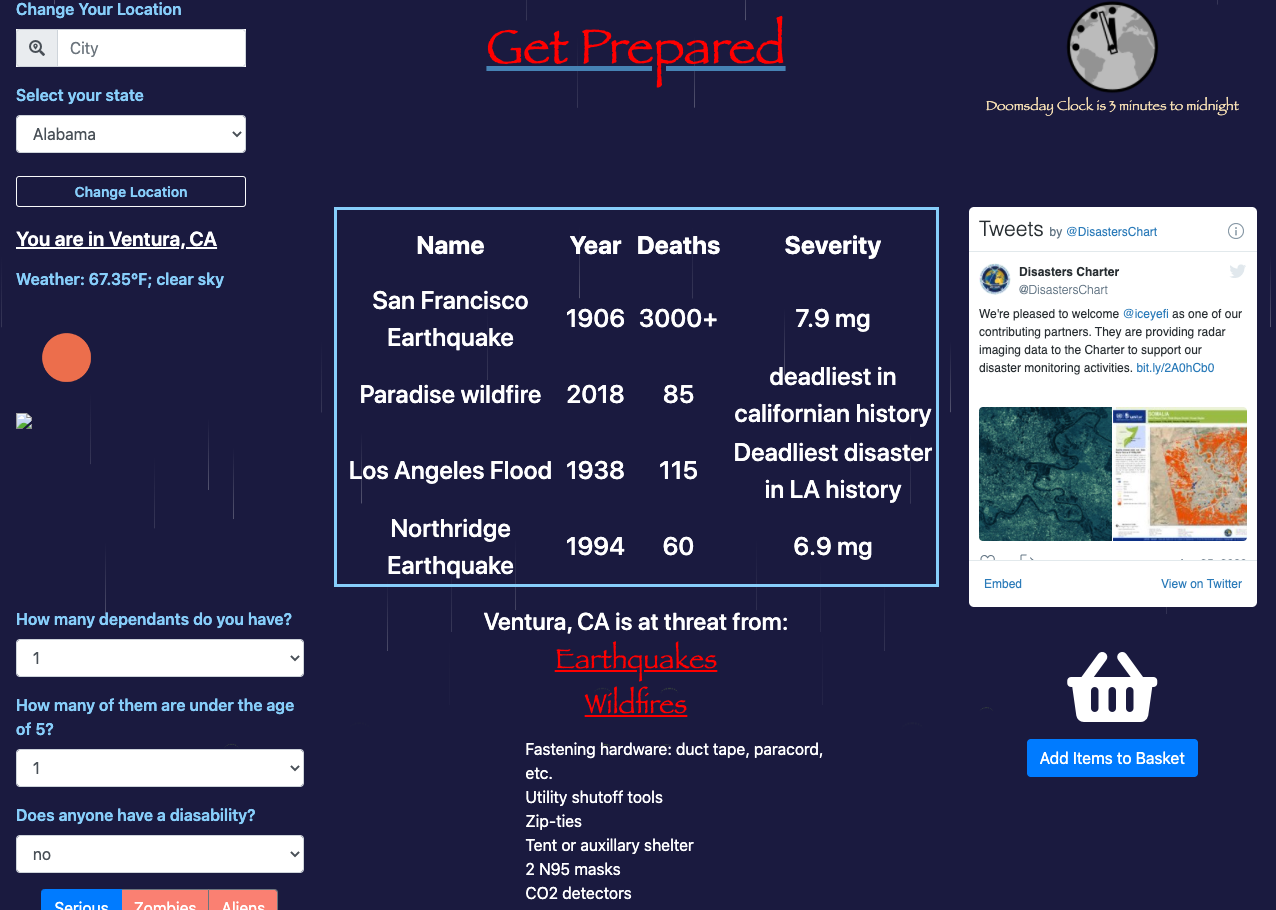 Change Your Location
City
Select your state
Alabama
Change Location
You are in Ventura, CA
Weather: 67.35°F; clear sky
How many dependants do you have?
1
How many of them are under the age
of 5?
1
Does anyone have a diasability?
no
Serious Zombies Aliens
Get Prepared
Name Year Deaths Severity
San Francisco
Earthquake
1906 3000+ 7.9 mg
Paradise wildfire 2018 85
deadliest in
californian history
Los Angeles Flood 1938 115
Deadliest disaster
in LA history
Northridge
Earthquake
1994 60 6.9 mg
Ventura, CA is at threat from:
Earthquakes
Wildfires
Fastening hardware: duct tape, paracord,
etc.
Utility shutoff tools
Zip-ties
Tent or auxillary shelter
2 N95 masks
CO2 detectors
Doomsday Clock is 3 minutes to midnight
Tweets by @DisastersChart
Disasters Charter
@DisastersChart
We're pleased to welcome @iceyefi as one of our
contributing partners. They are providing radar
imaging data to the Charter to support our
disaster monitoring activities. bit.ly/2A0hCb0
SOMALIA
Embed View on Twitter
Add Items to Basket